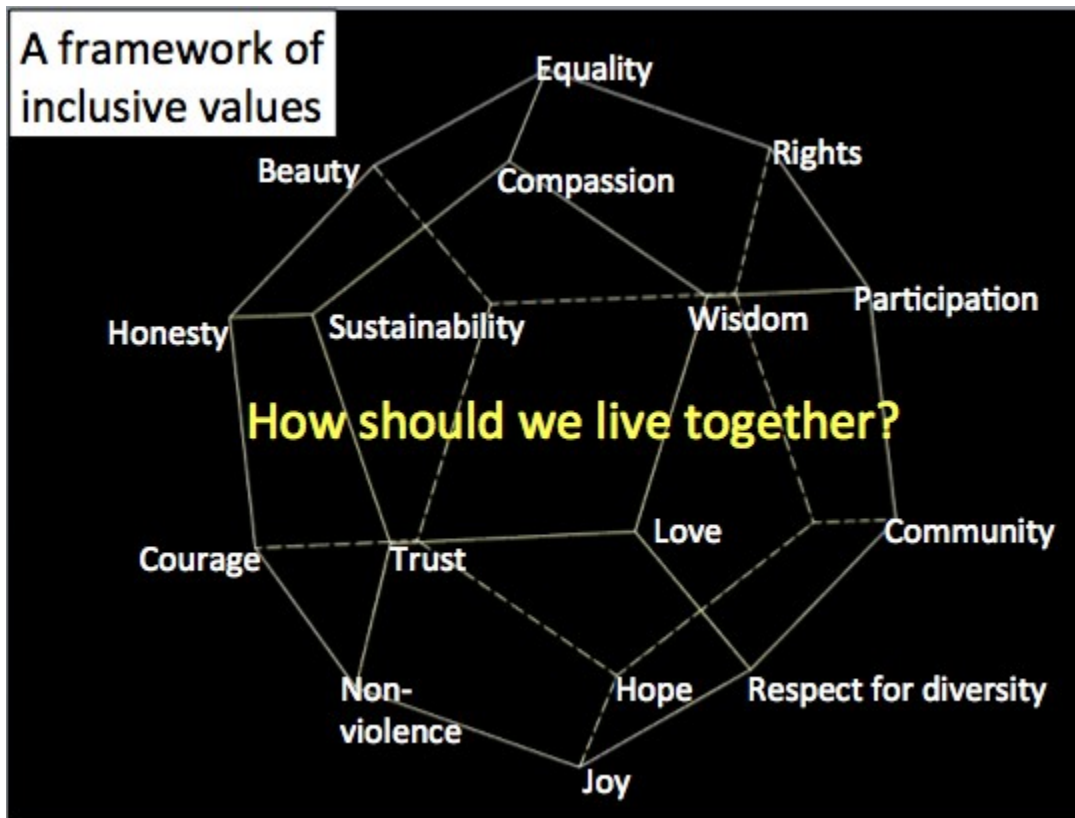 A framework of
inclusive values
Equality
Rights
Beauty
Compassion
Participation
Honesty
Sustainability
Wisdom
How should we live together?
Courage
Trust
Love
Community
Non-
violence
Hope
Respect for diversity
Joy